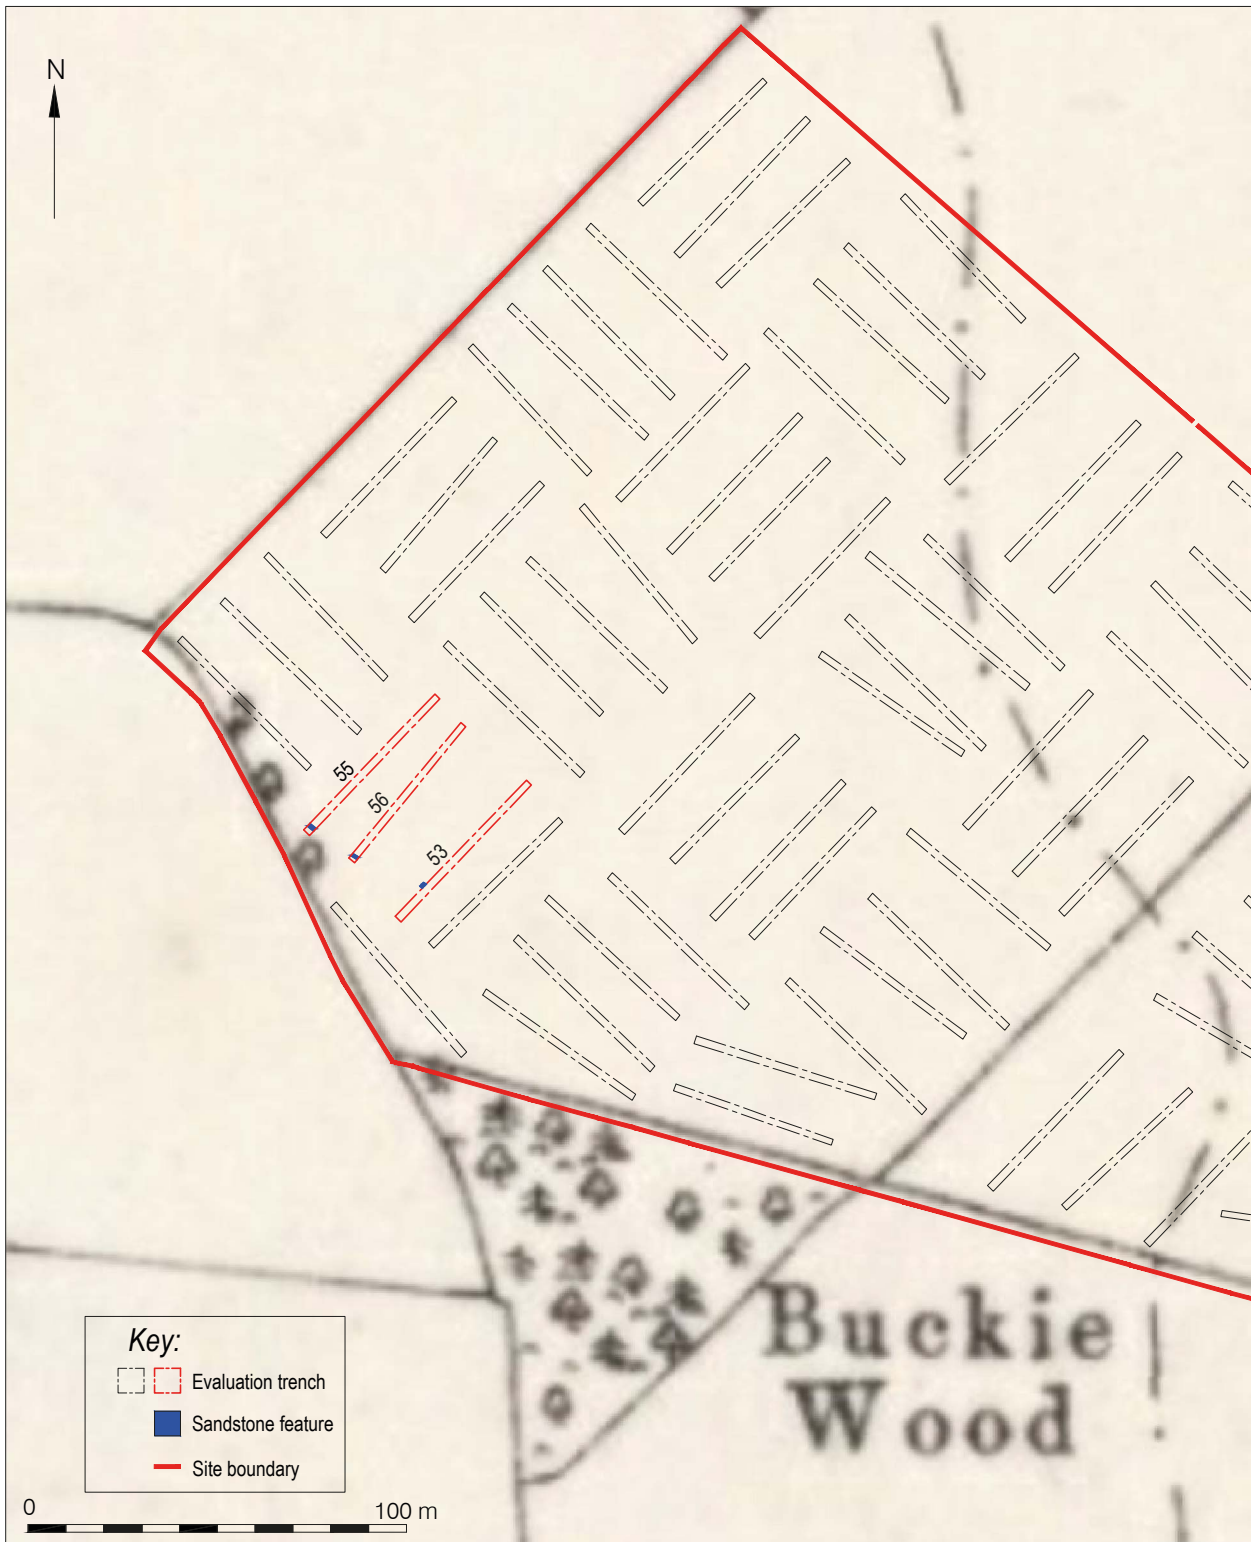 N
55
56
53
Buckie
Wood
Key:
Evaluation trench
Sandstone feature
Site boundary
0 100 m